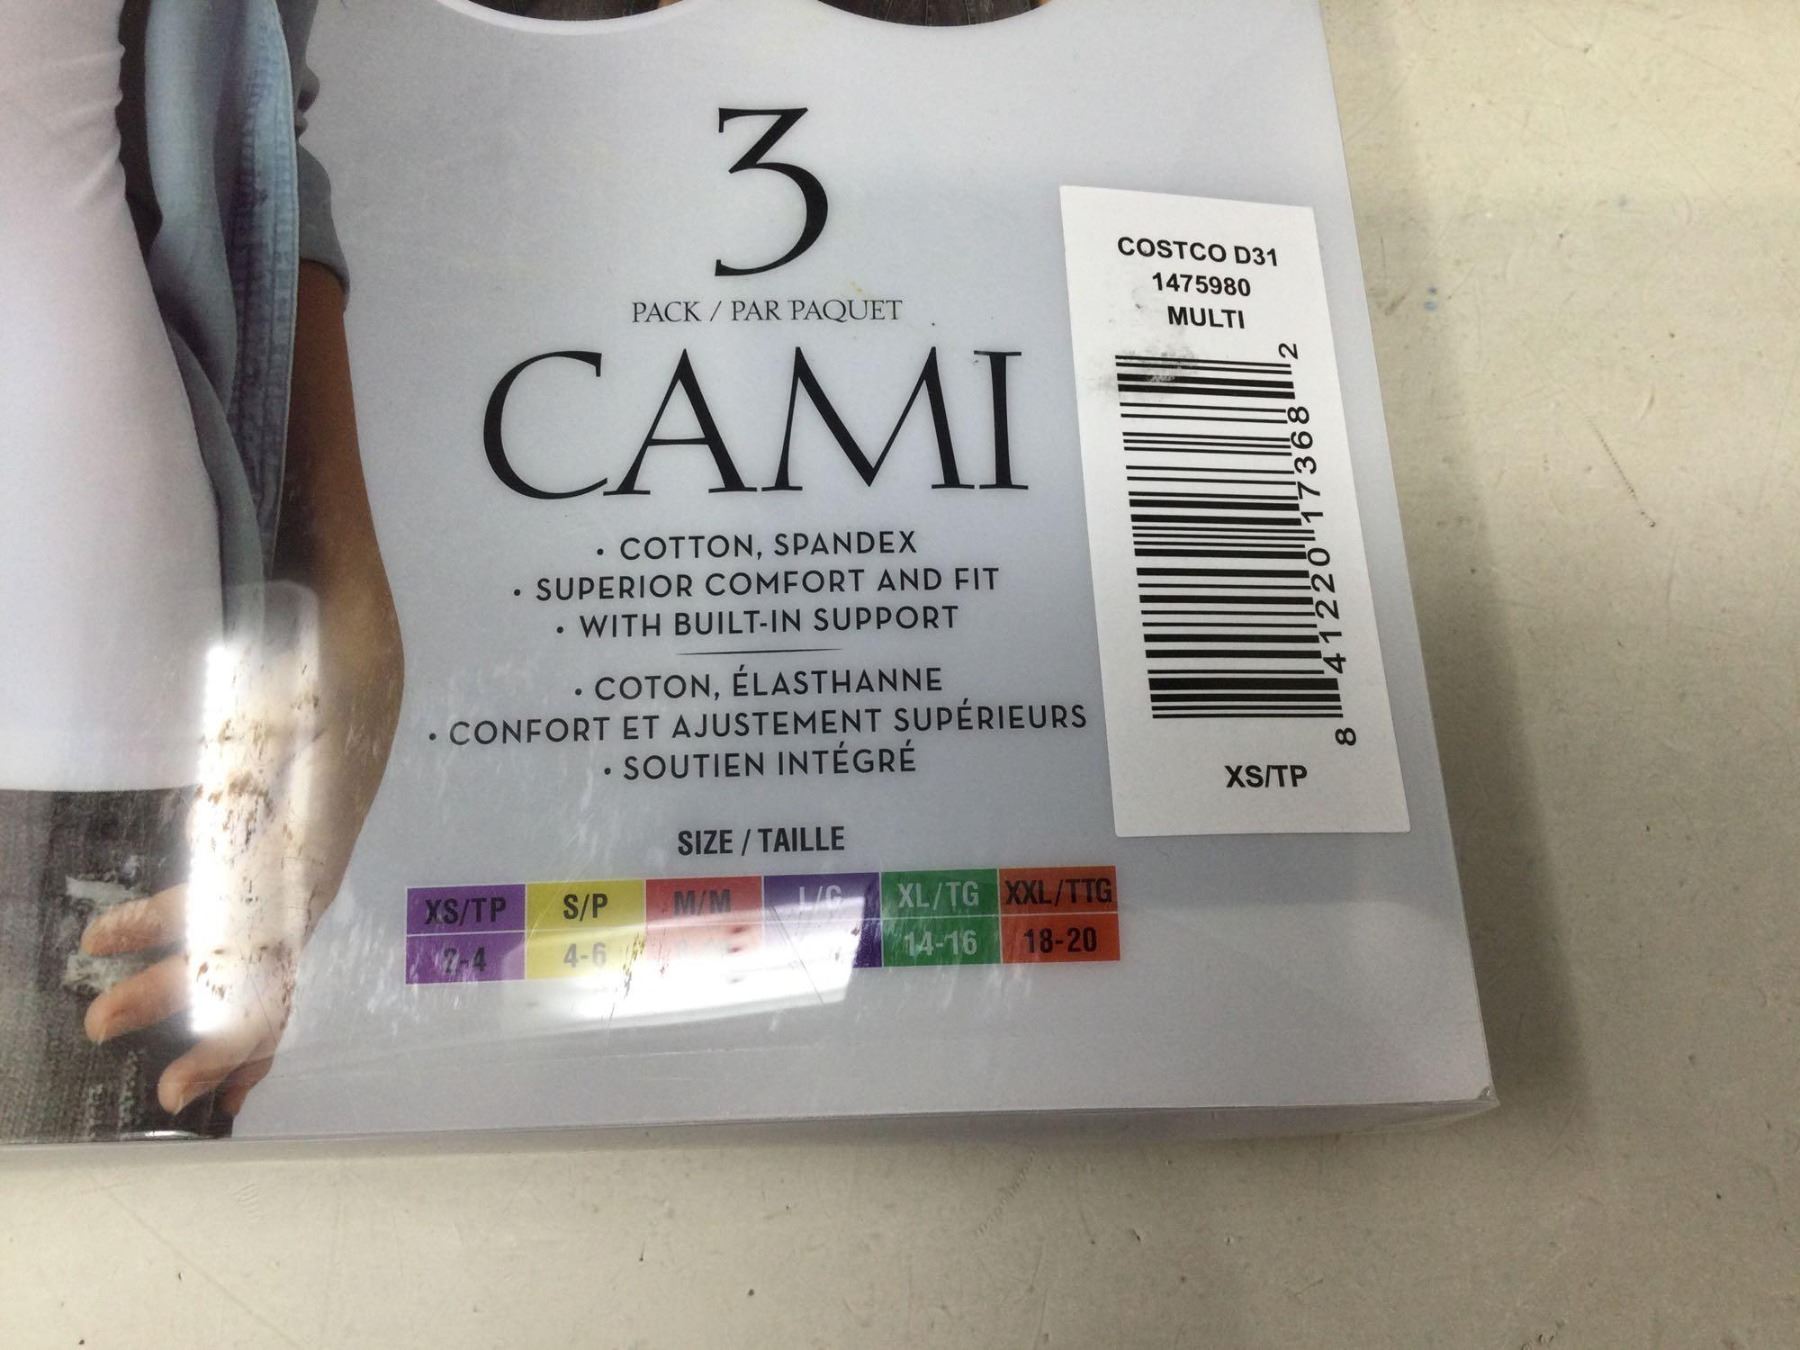 3
PACK / PAR PAQUET
CAMI
• COTTON, SPANDEX
• SUPERIOR COMFORT AND FIT
• WITH BUILT-IN SUPPORT
• COTON, ÉLASTHANNE
• CONFORT ET AJUSTEMENT SUPÉRIEURS
• SOUTIEN INTÉGRÉ
SIZE / TAILLE
XS/TP S/P M/M L/G XL/TG XXL/TTG
2-4 4-6 14-16 18-20
COSTCO D31
1475980
MULTI
8 41220 17368 2
XS/TP